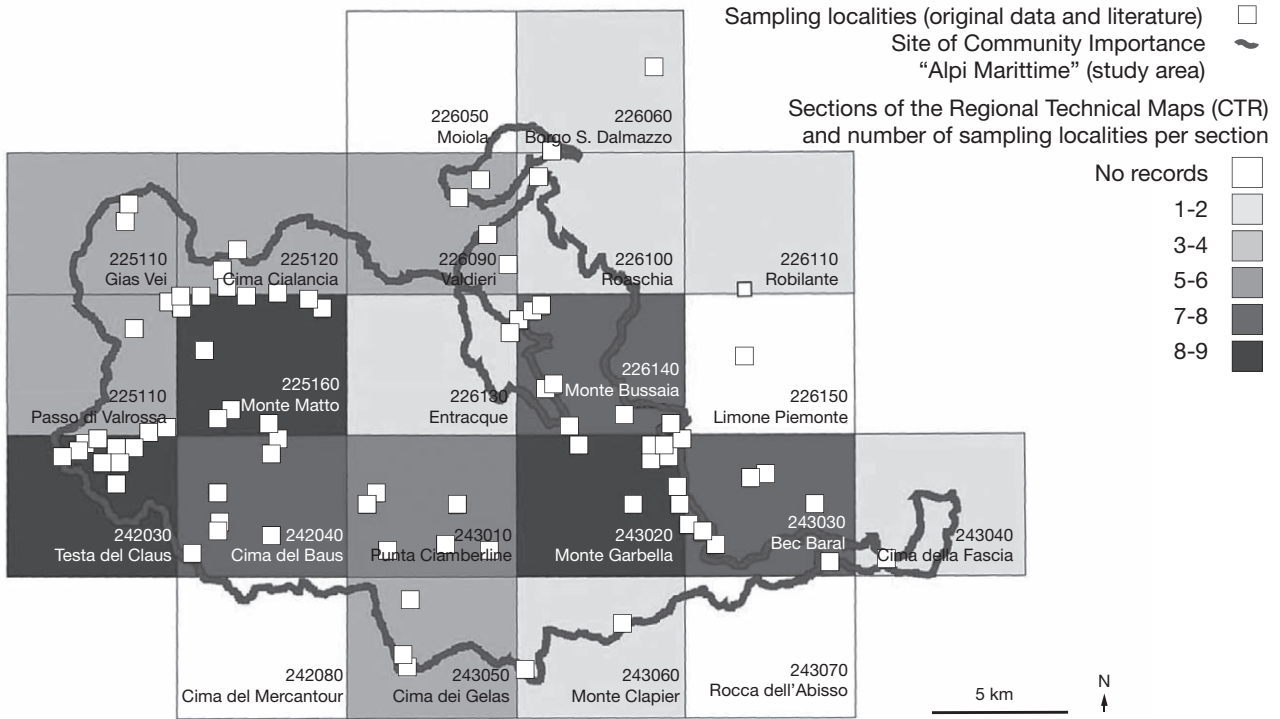 Sampling localities (original data and literature)
Site of Community Importance
“Alpi Marittime” (study area)
Sections of the Regional Technical Maps (CTR)
and number of sampling localities per section
No records
1-2
3-4
5-6
7-8
8-9
226050
Moiola
226060
Borgo S. Dalmazzo
225110
Gias Vei
225120
Cima Cialancia
226090
Valdieri
226100
Roaschia
226110
Robilante
225110
Passo di Valrossa
225160
Monte Matto
226130
Entracque
226140
Monte Bussaia
226150
Limone Piemonte
242030
Testa del Claus
242040
Cima del Baus
243010
Punta Ciamberline
243020
Monte Garbella
243030
Bec Baral
243040
Cima della Fascia
242080
Cima del Mercantour
243050
Cima dei Gelas
243060
Monte Clapier
243070
Rocca dell’Abisso
5 km
N